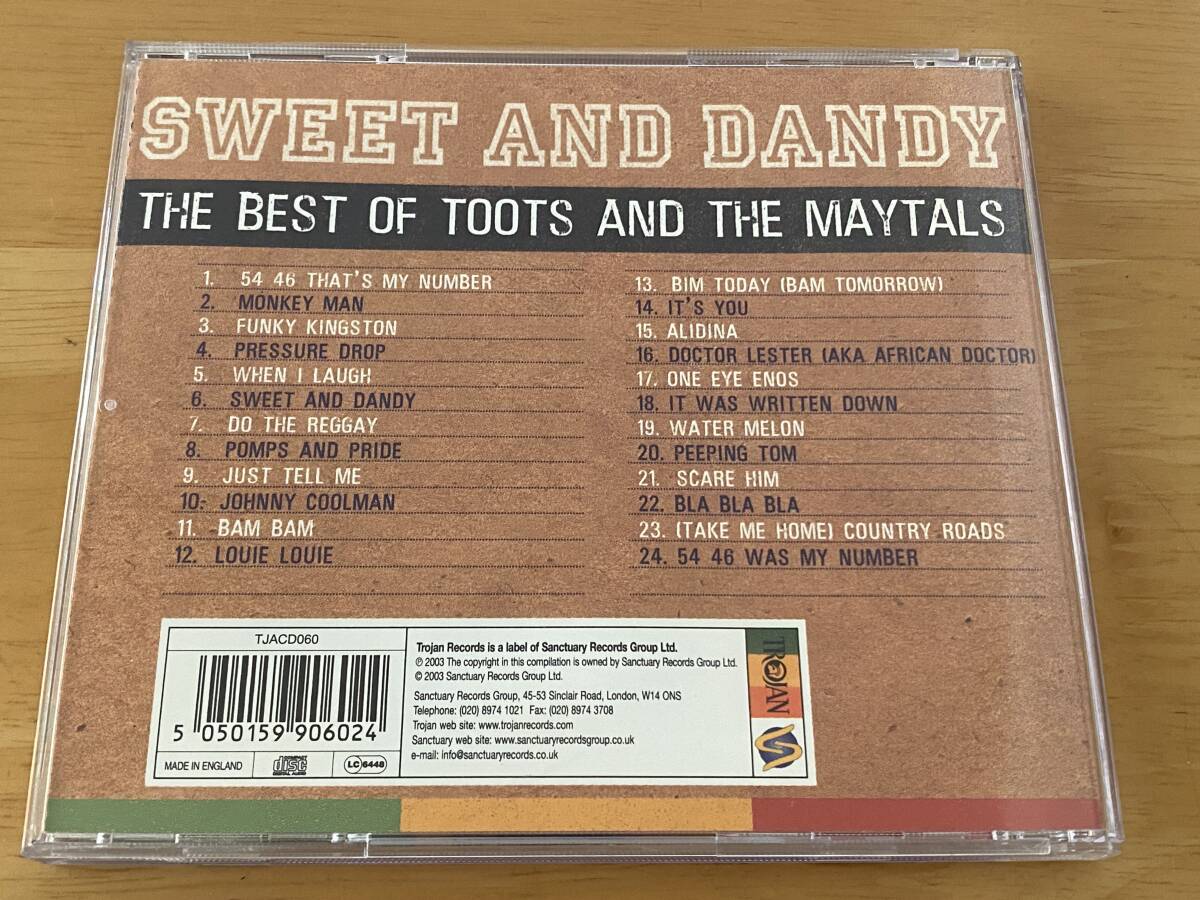 SWEET AND DANDY
THE BEST OF TOOTS AND THE MAYTALS
1. 54 46 THAT'S MY NUMBER
2. MONKEY MAN
3. FUNKY KINGSTON
4. PRESSURE DROP
5. WHEN I LAUGH
6. SWEET AND DANDY
7. DO THE REGGAY
8. POMPS AND PRIDE
9. JUST TELL ME
10. JOHNNY COOLMAN
11. BAM BAM
12. LOUIE LOUIE
13. BIM TODAY (BAM TOMORROW)
14. IT'S YOU
15. ALIDINA
16. DOCTOR LESTER (AKA AFRICAN DOCTOR)
17. ONE EYE ENOS
18. IT WAS WRITTEN DOWN
19. WATER MELON
20. PEEPING TOM
21. SCARE HIM
22. BLA BLA BLA
23. (TAKE ME HOME) COUNTRY ROADS
24. 54 46 WAS MY NUMBER
TJACD060
5 050159 906024
MADE IN ENGLAND
COMPACT
disc
DIGITAL AUDIO
LC 6448
Trojan Records is a label of Sanctuary Records Group Ltd.
℗ 2003 The copyright in this compilation is owned by Sanctuary Records Group Ltd.
© 2003 Sanctuary Records Group Ltd.
Sanctuary Records Group, 45-53 Sinclair Road, London, W14 ONS
Telephone: (020) 8974 1021 Fax: (020) 8974 3708
Trojan web site: www.trojanrecords.com
Sanctuary web site: www.sanctuaryrecordsgroup.co.uk
e-mail: info@sanctuaryrecords.co.uk
TROJAN